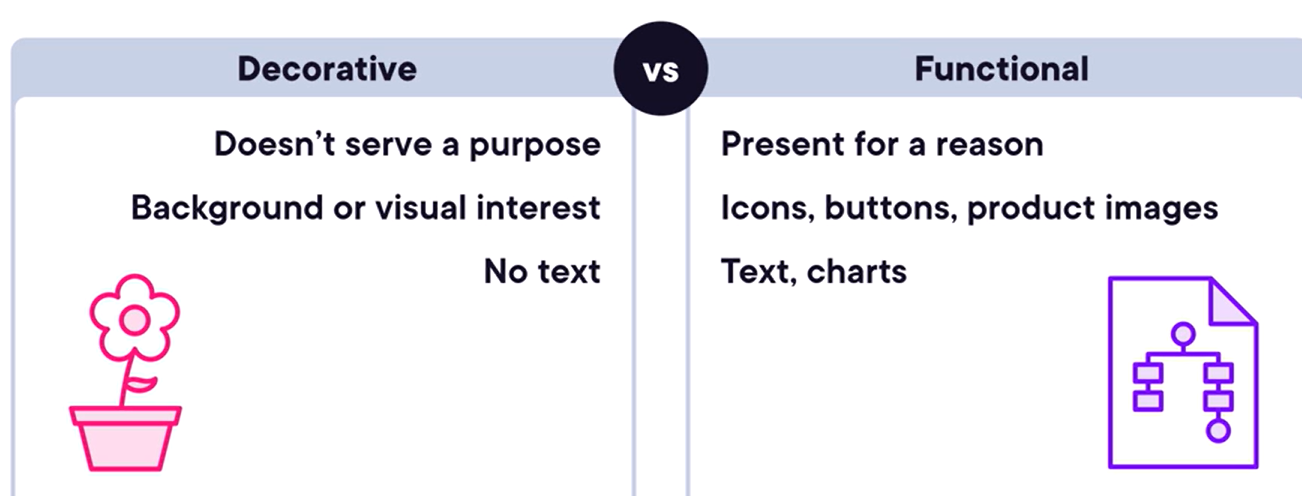 Decorative
vs
Functional
Doesn’t serve a purpose
Background or visual interest
No text
Present for a reason
Icons, buttons, product images
Text, charts